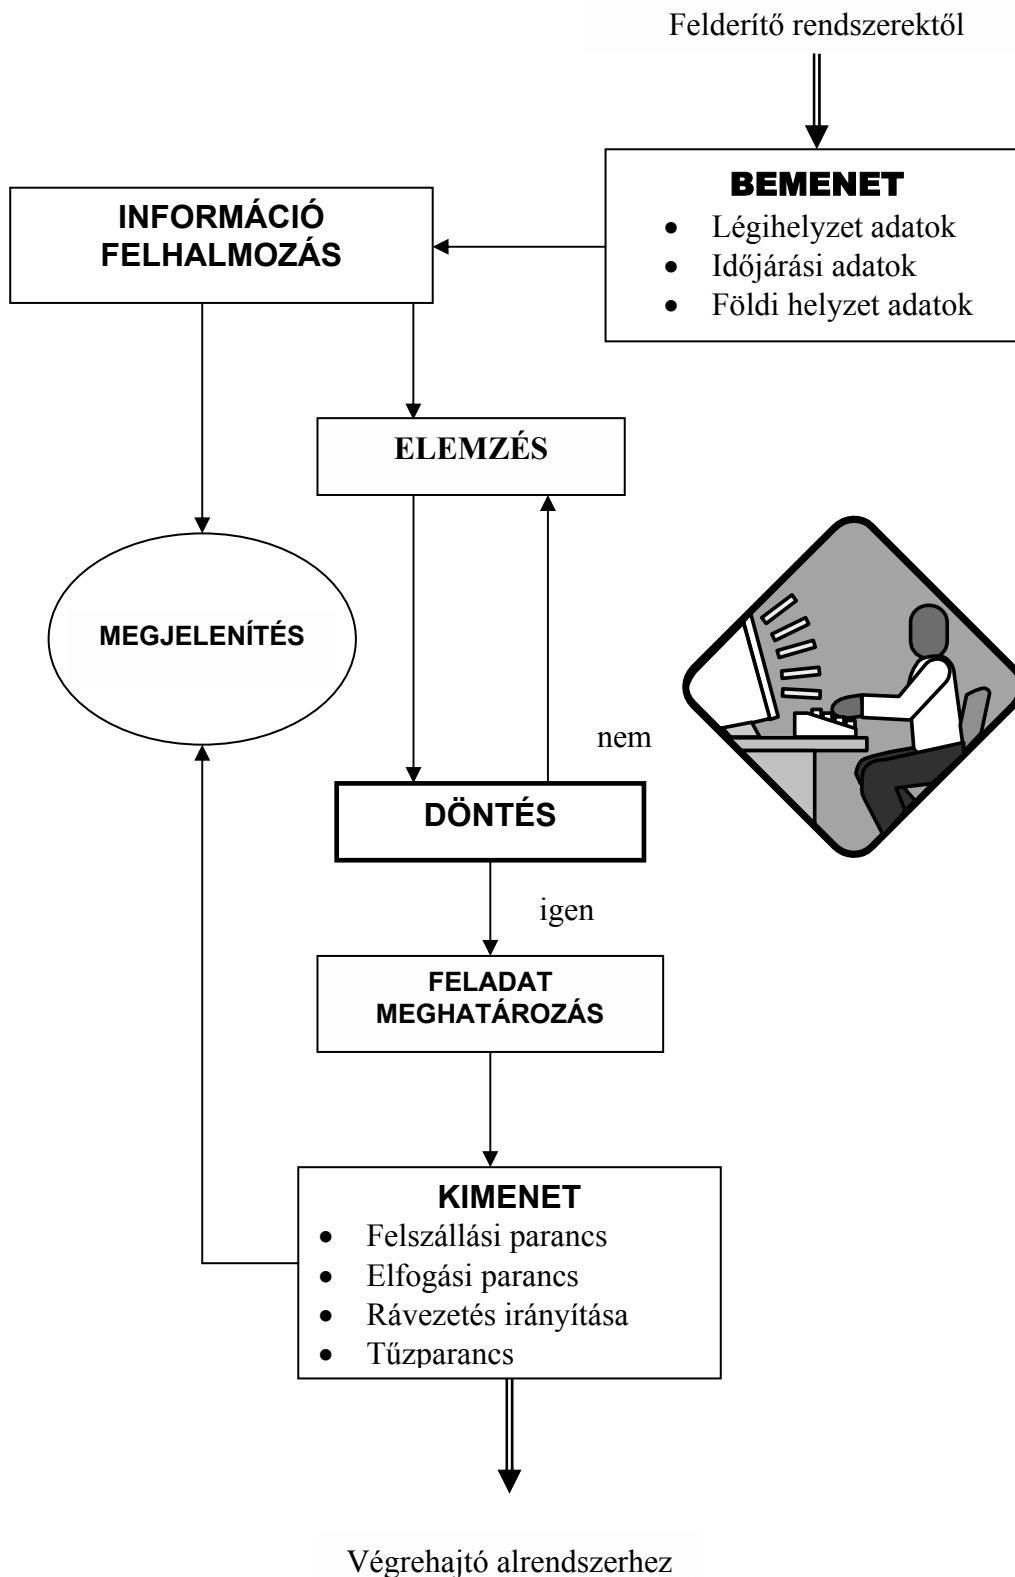 Felderítő rendszerektől
BEMENET
• Légihelyzet adatok
• Időjárási adatok
• Földi helyzet adatok
INFORMÁCIÓ
FELHALMOZÁS
ELEMZÉS
MEGJELENÍTÉS
nem
DÖNTÉS
igen
FELADAT
MEGHATÁROZÁS
KIMENET
• Felszállási parancs
• Elfogási parancs
• Rávezetés irányítása
• Tűzparancs
Végrehajtó alrendszerhez